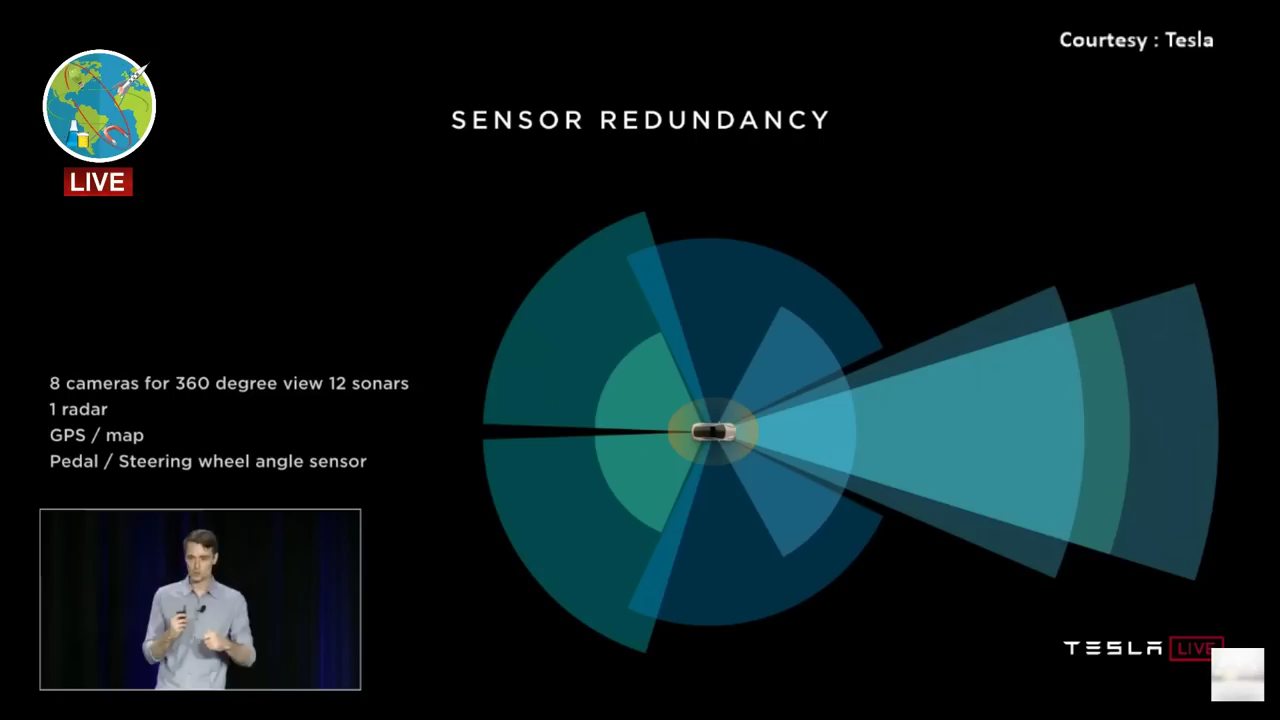 Courtesy : Tesla
LIVE
SENSOR REDUNDANCY
8 cameras for 360 degree view 12 sonars
1 radar
GPS / map
Pedal / Steering wheel angle sensor
TESLA LIVE